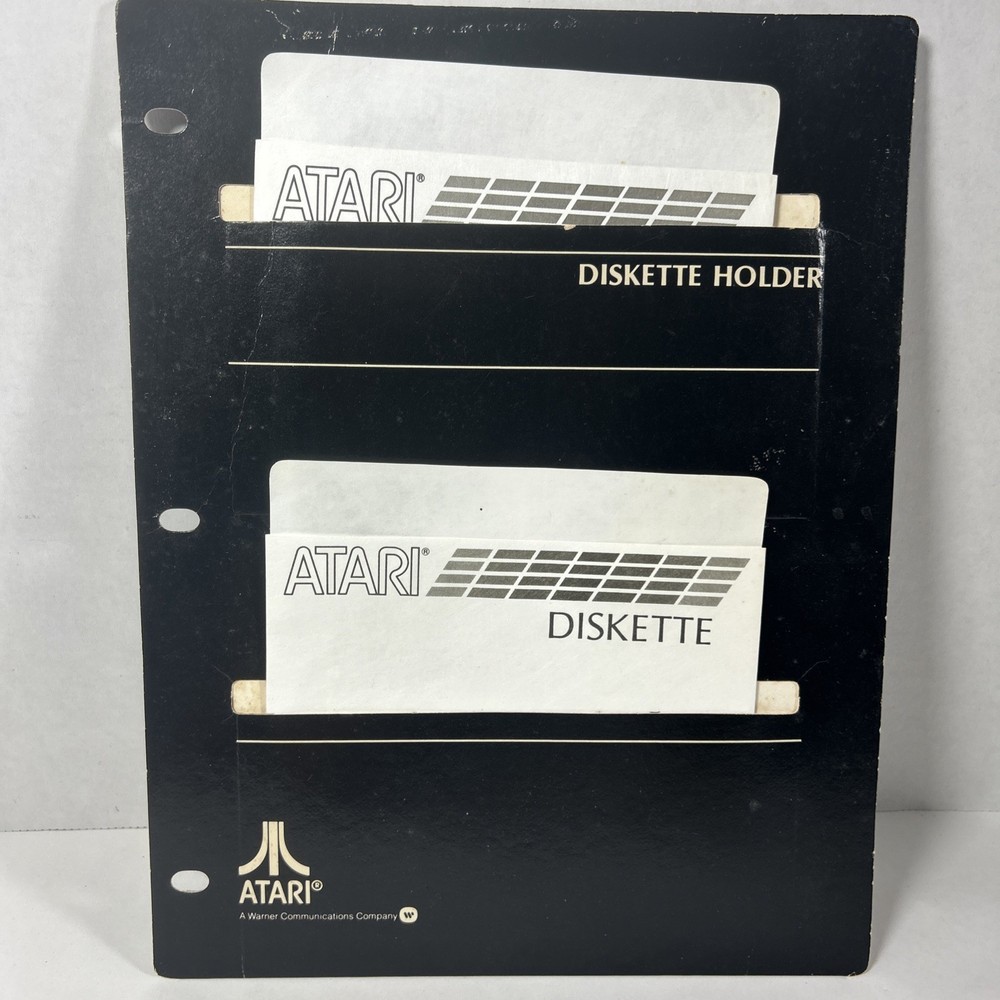 ATARI®
DISKETTE HOLDER
ATARI®
DISKETTE
ATARI®
A Warner Communications Company